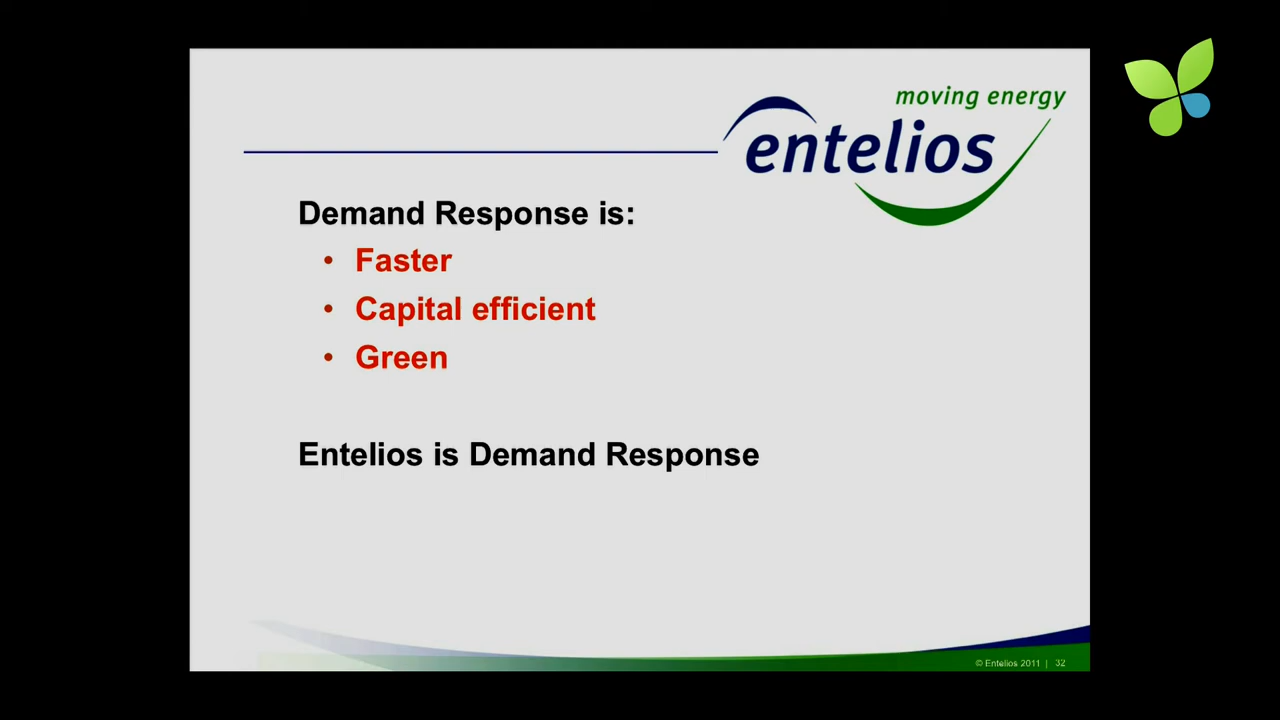 moving energy
entelios
Demand Response is:
• Faster
• Capital efficient
• Green
Entelios is Demand Response
© Entelios 2011 | 32